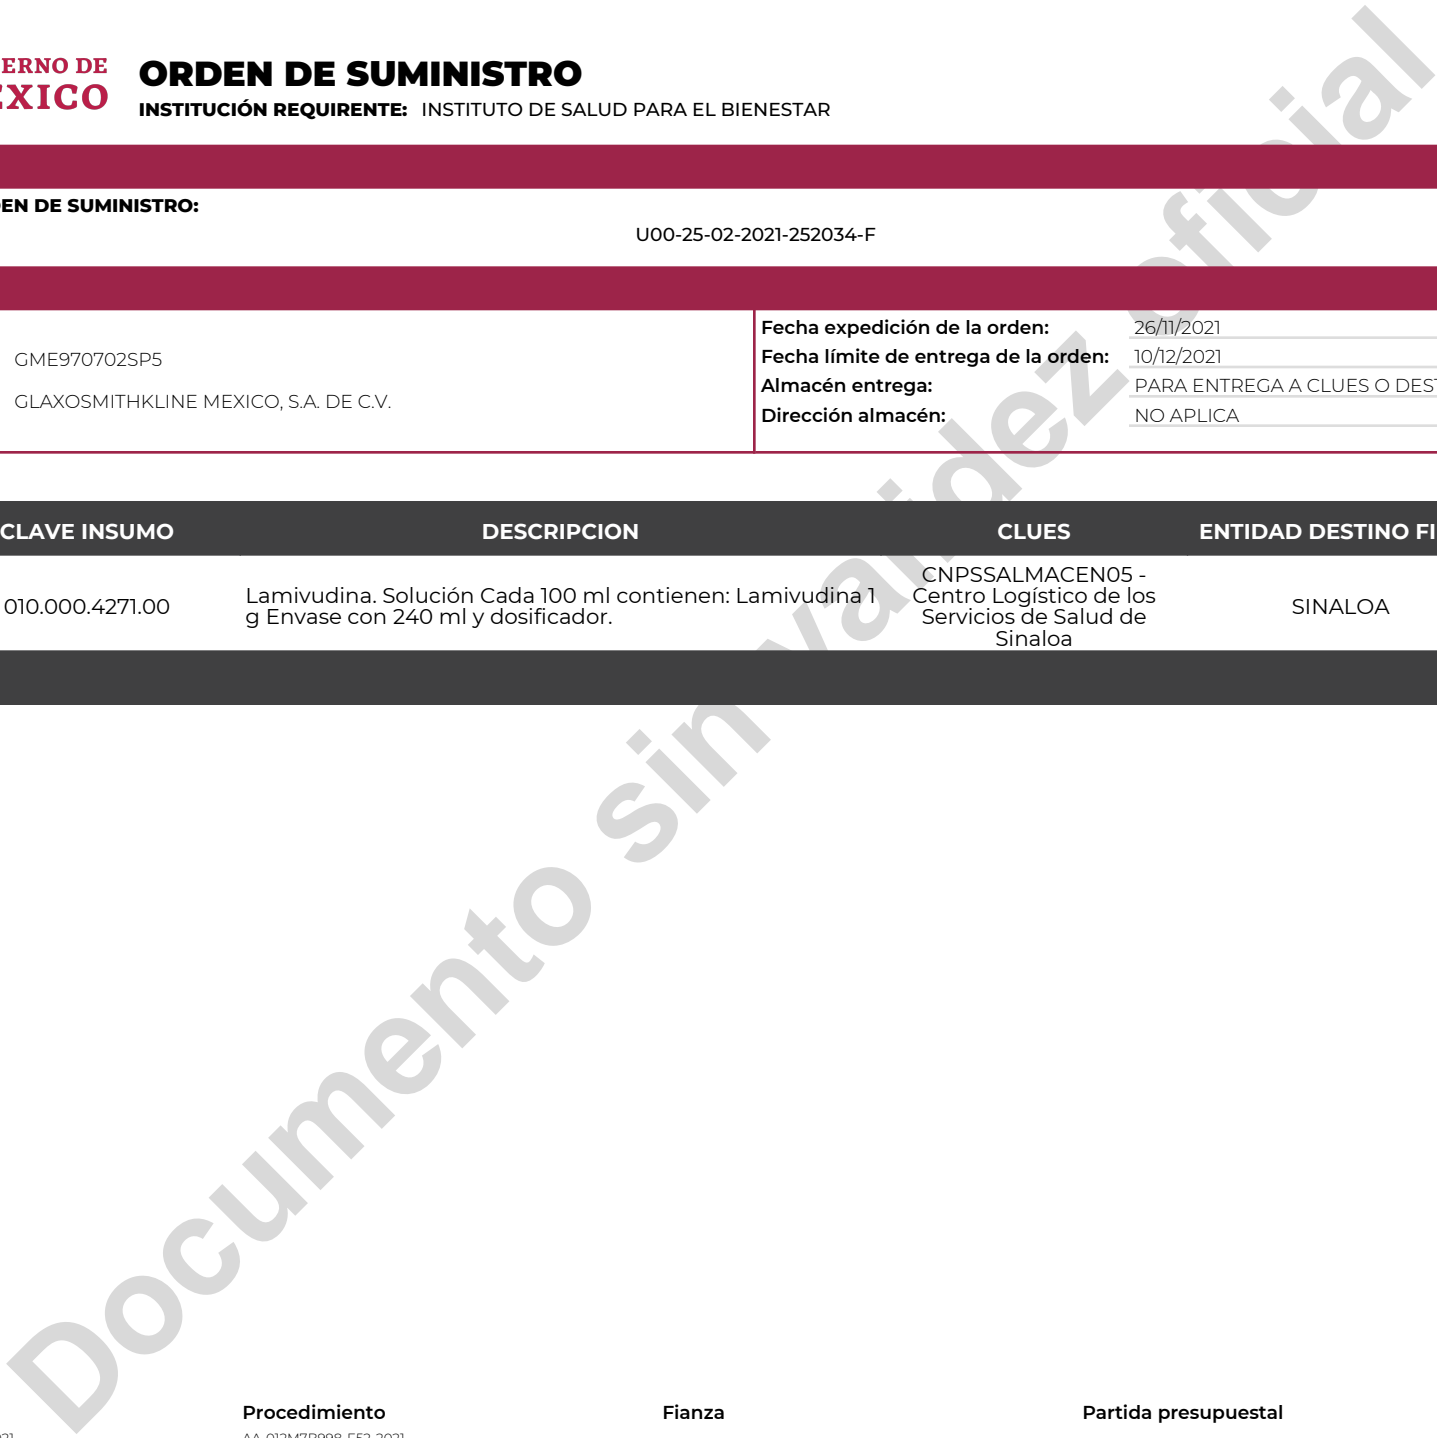 ERNO DE
EXICO
ORDEN DE SUMINISTRO
INSTITUCIÓN REQUIRENTE: INSTITUTO DE SALUD PARA EL BIENESTAR
EN DE SUMINISTRO:
U00-25-02-2021-252034-F
GME970702SP5
GLAXOSMITHKLINE MEXICO, S.A. DE C.V.
Fecha expedición de la orden: 26/11/2021
Fecha límite de entrega de la orden: 10/12/2021
Almacén entrega: PARA ENTREGA A CLUES O DEST
Dirección almacén: NO APLICA
CLAVE INSUMO DESCRIPCION CLUES ENTIDAD DESTINO FI
010.000.4271.00
Lamivudina. Solución Cada 100 ml contienen: Lamivudina 1
g Envase con 240 ml y dosificador.
CNPSSALMACEN05 -
Centro Logístico de los
Servicios de Salud de
Sinaloa
SINALOA
Documento sin validez oficial
Procedimiento Fianza Partida presupuestal